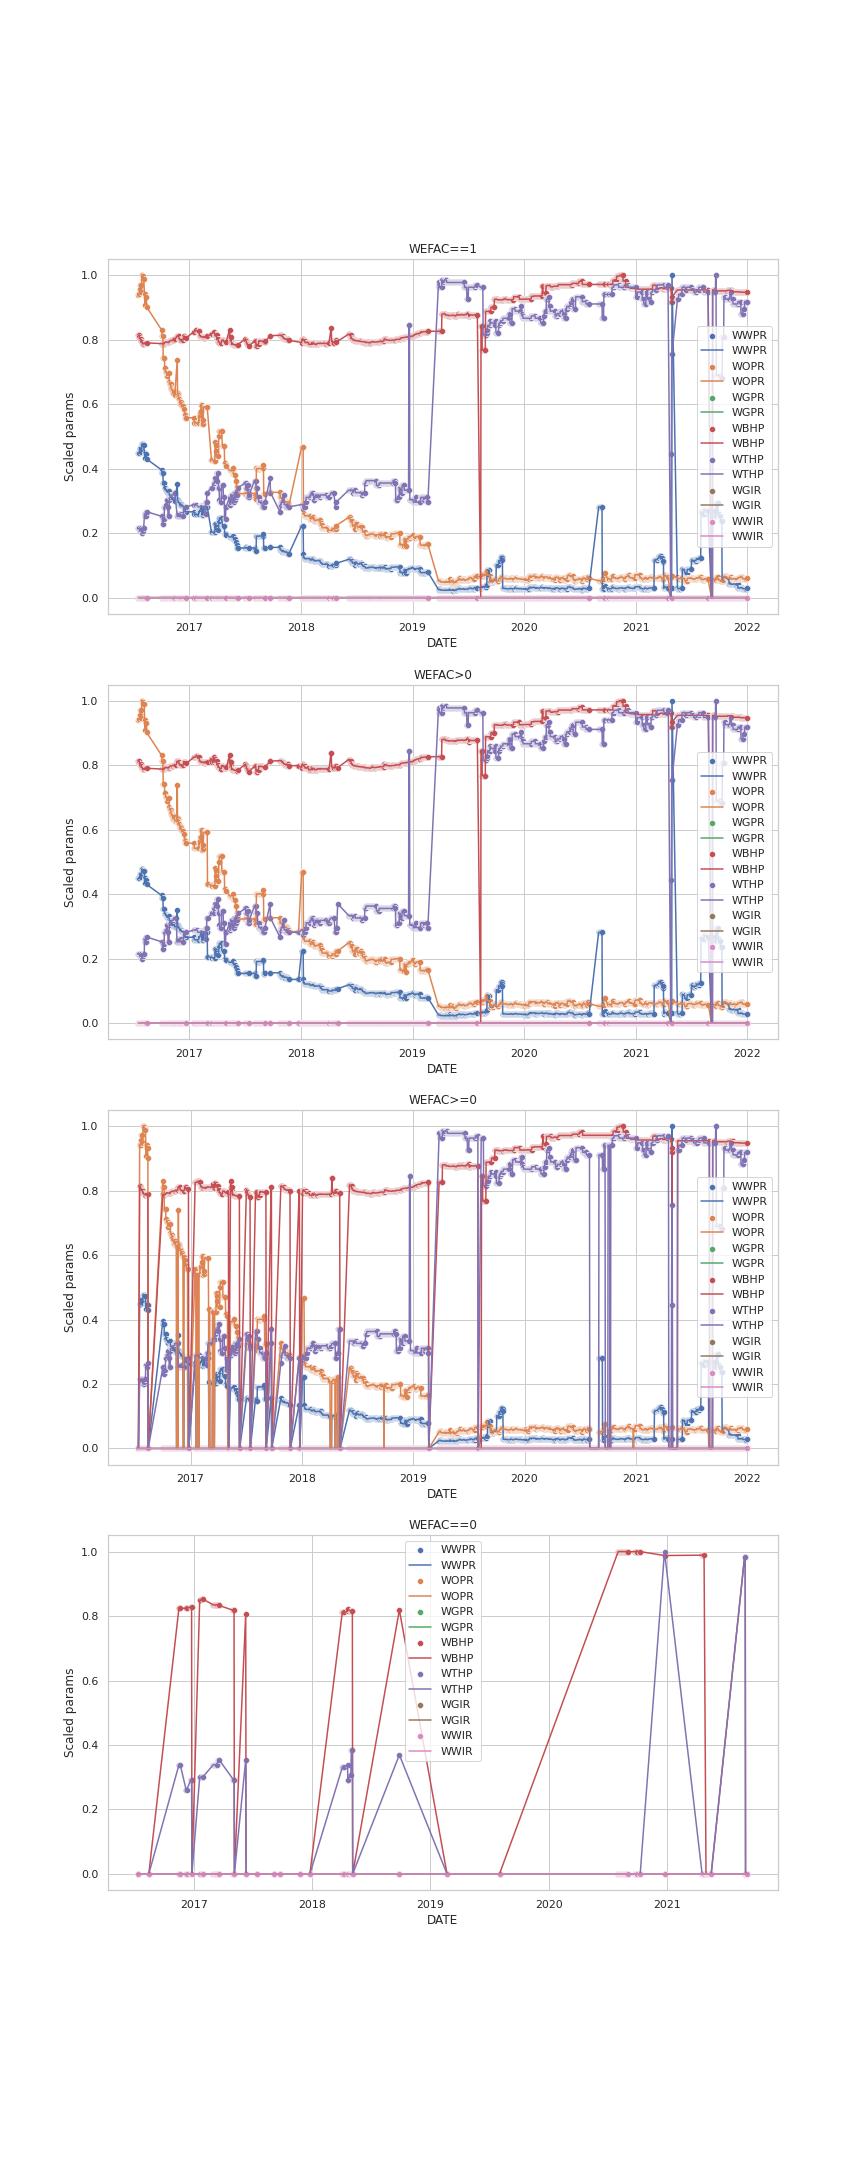 WEFAC==1
1.0
0.8
0.6
0.4
0.2
0.0
Scaled params
WWPR
WWPR
WOPR
WOPR
WGPR
WGPR
WBHP
WBHP
WTHP
WTHP
WGIR
WGIR
WWIR
WWIR
2017 2018 2019 2020 2021 2022
DATE
WEFAC>0
1.0
0.8
0.6
0.4
0.2
0.0
Scaled params
WWPR
WWPR
WOPR
WOPR
WGPR
WGPR
WBHP
WBHP
WTHP
WTHP
WGIR
WGIR
WWIR
WWIR
2017 2018 2019 2020 2021 2022
DATE
WEFAC>=0
1.0
0.8
0.6
0.4
0.2
0.0
Scaled params
WWPR
WWPR
WOPR
WOPR
WGPR
WGPR
WBHP
WBHP
WTHP
WTHP
WGIR
WGIR
WWIR
WWIR
2017 2018 2019 2020 2021 2022
DATE
WEFAC==0
1.0
0.8
0.6
0.4
0.2
0.0
Scaled params
WWPR
WWPR
WOPR
WOPR
WGPR
WGPR
WBHP
WBHP
WTHP
WTHP
WGIR
WGIR
WWIR
WWIR
2017 2018 2019 2020 2021
DATE